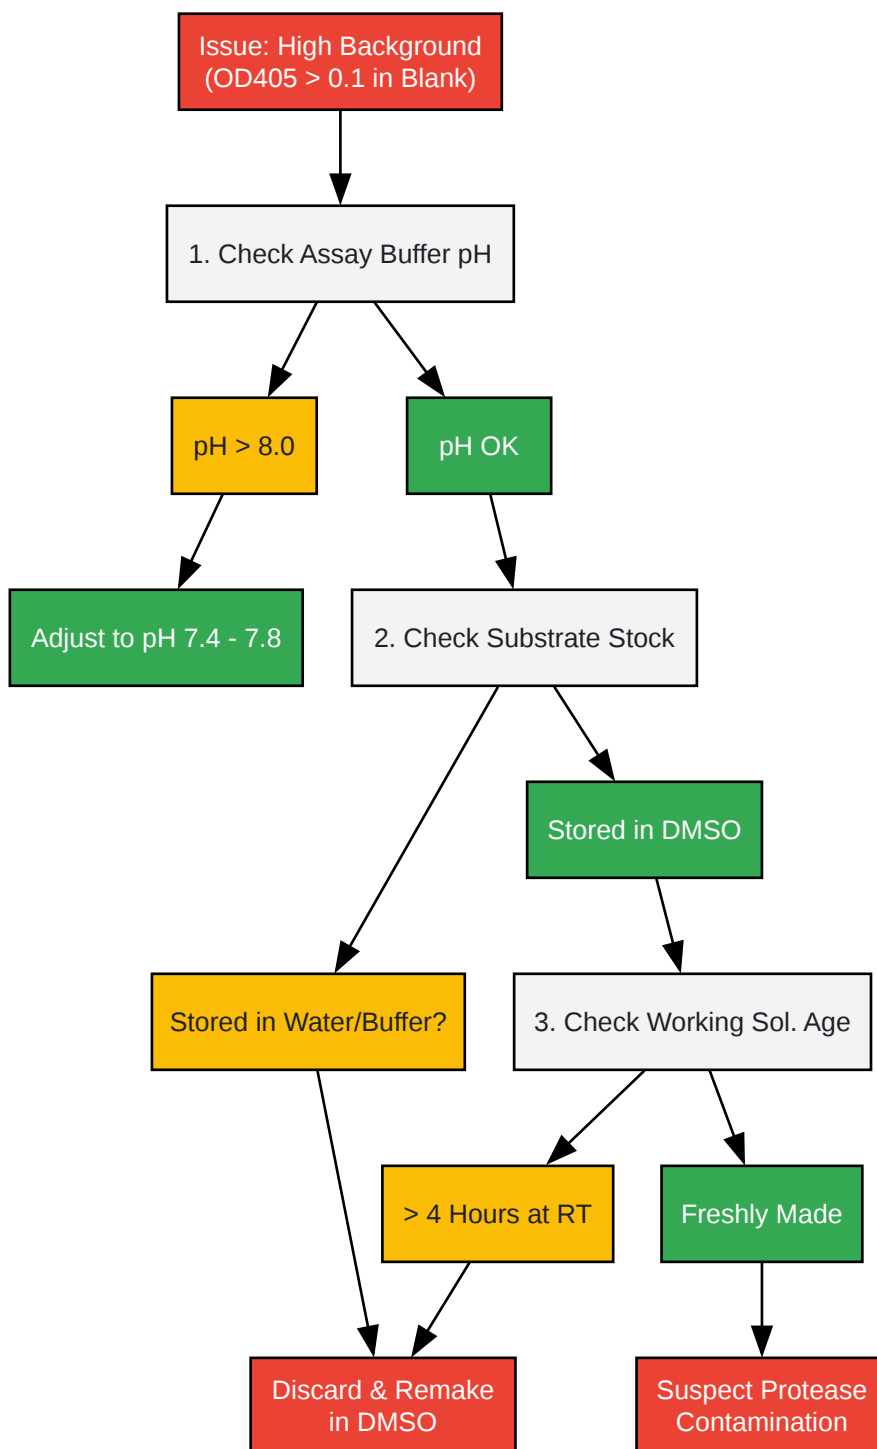 Issue: High Background
(OD405 > 0.1 in Blank)
1. Check Assay Buffer pH
pH > 8.0
pH OK
Adjust to pH 7.4 - 7.8
2. Check Substrate Stock
Stored in DMSO
Stored in Water/Buffer?
3. Check Working Sol. Age
> 4 Hours at RT
Freshly Made
Discard & Remake
in DMSO
Suspect Protease
Contamination